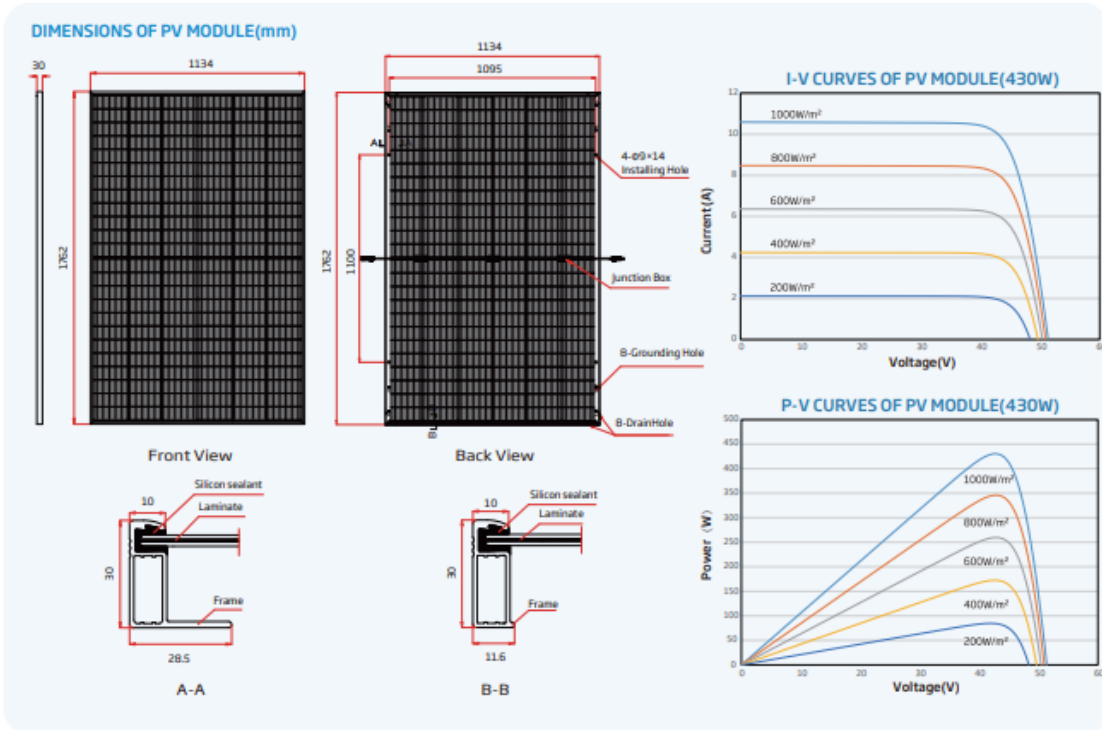 DIMENSIONS OF PV MODULE(mm)
30
1134
1762
Front View
1134
1095
1762
1100
A
A
4-Φ9×14
Installing Hole
Junction Box
B-Grounding Hole
B-DrainHole
B
Back View
10
Silicon sealant
Laminate
30
Frame
28.5
A-A
10
Silicon sealant
Laminate
30
Frame
11.6
B-B
I-V CURVES OF PV MODULE(430W)
Current(A)
12
10
8
6
4
2
0
1000W/m²
800W/m²
600W/m²
400W/m²
200W/m²
0 10 20 30 40 50 60
Voltage(V)
P-V CURVES OF PV MODULE(430W)
Power (W)
500
450
400
350
300
250
200
150
100
50
0
1000W/m²
800W/m²
600W/m²
400W/m²
200W/m²
0 10 20 30 40 50 60
Voltage(V)